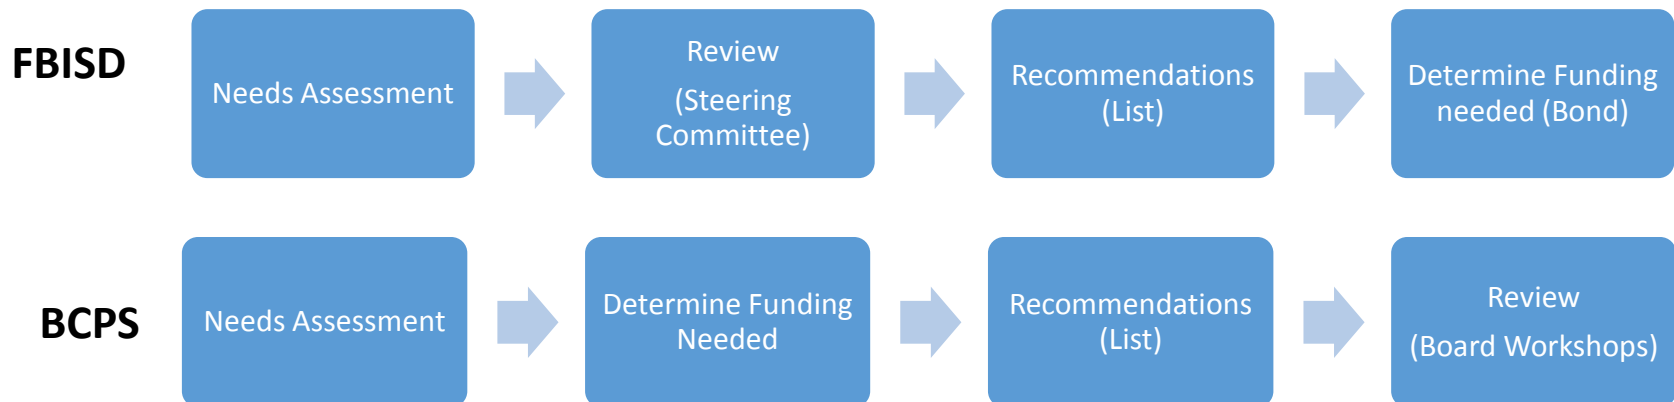 FBISD
Needs Assessment
Review
(Steering
Committee)
Recommendations
(List)
Determine Funding
needed (Bond)
BCPS
Needs Assessment
Determine Funding
Needed
Recommendations
(List)
Review
(Board Workshops)